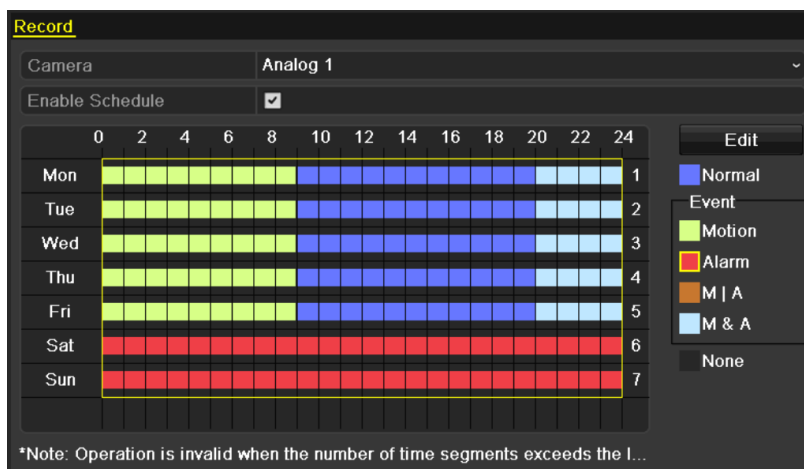 Record
Camera Analog 1
Enable Schedule
0 2 4 6 8 10 12 14 16 18 20 22 24
Edit
Mon 1
Normal
Event
Tue 2
Motion
Wed 3
Alarm
Thu 4
M | A
Fri 5
M & A
Sat 6
None
Sun 7
*Note: Operation is invalid when the number of time segments exceeds the l...